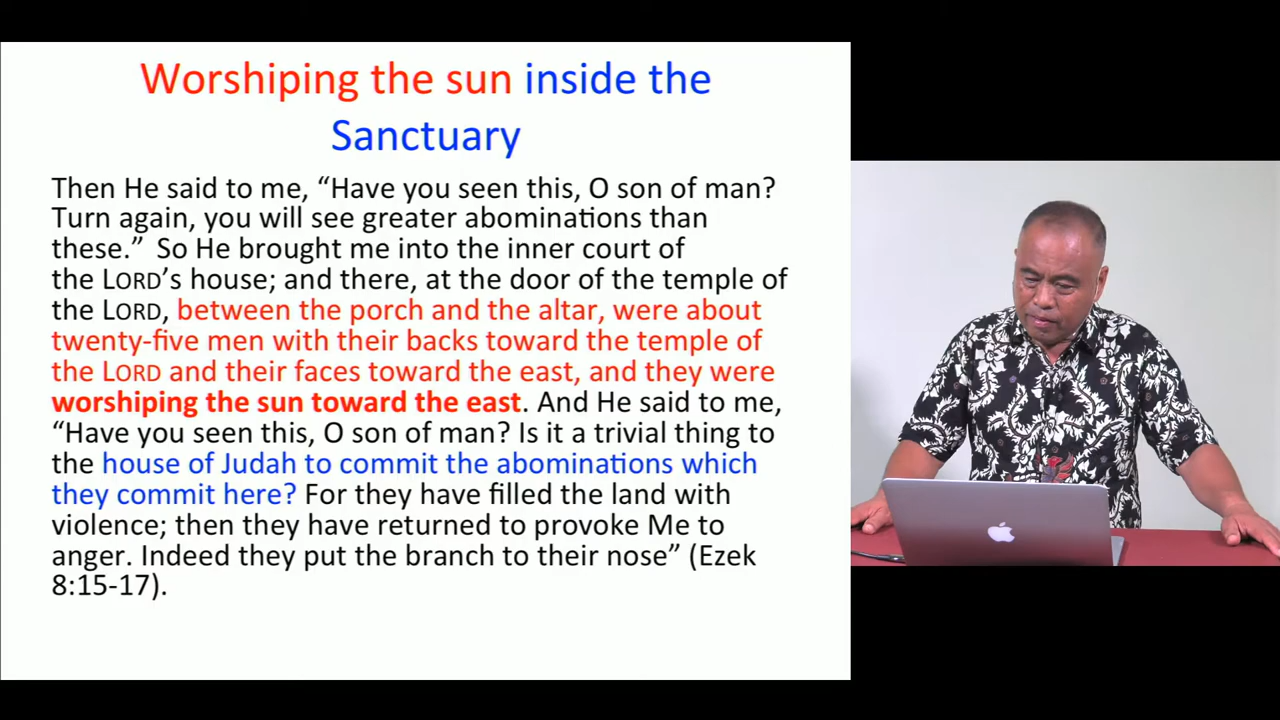 Worshiping the sun inside the
Sanctuary
Then He said to me, “Have you seen this, O son of man?
Turn again, you will see greater abominations than
these.”  So He brought me into the inner court of
the LORD’s house; and there, at the door of the temple of
the LORD, between the porch and the altar, were about
twenty-five men with their backs toward the temple of
the LORD and their faces toward the east, and they were
worshiping the sun toward the east. And He said to me,
“Have you seen this, O son of man? Is it a trivial thing to
the house of Judah to commit the abominations which
they commit here? For they have filled the land with
violence; then they have returned to provoke Me to
anger. Indeed they put the branch to their nose” (Ezek
8:15-17).